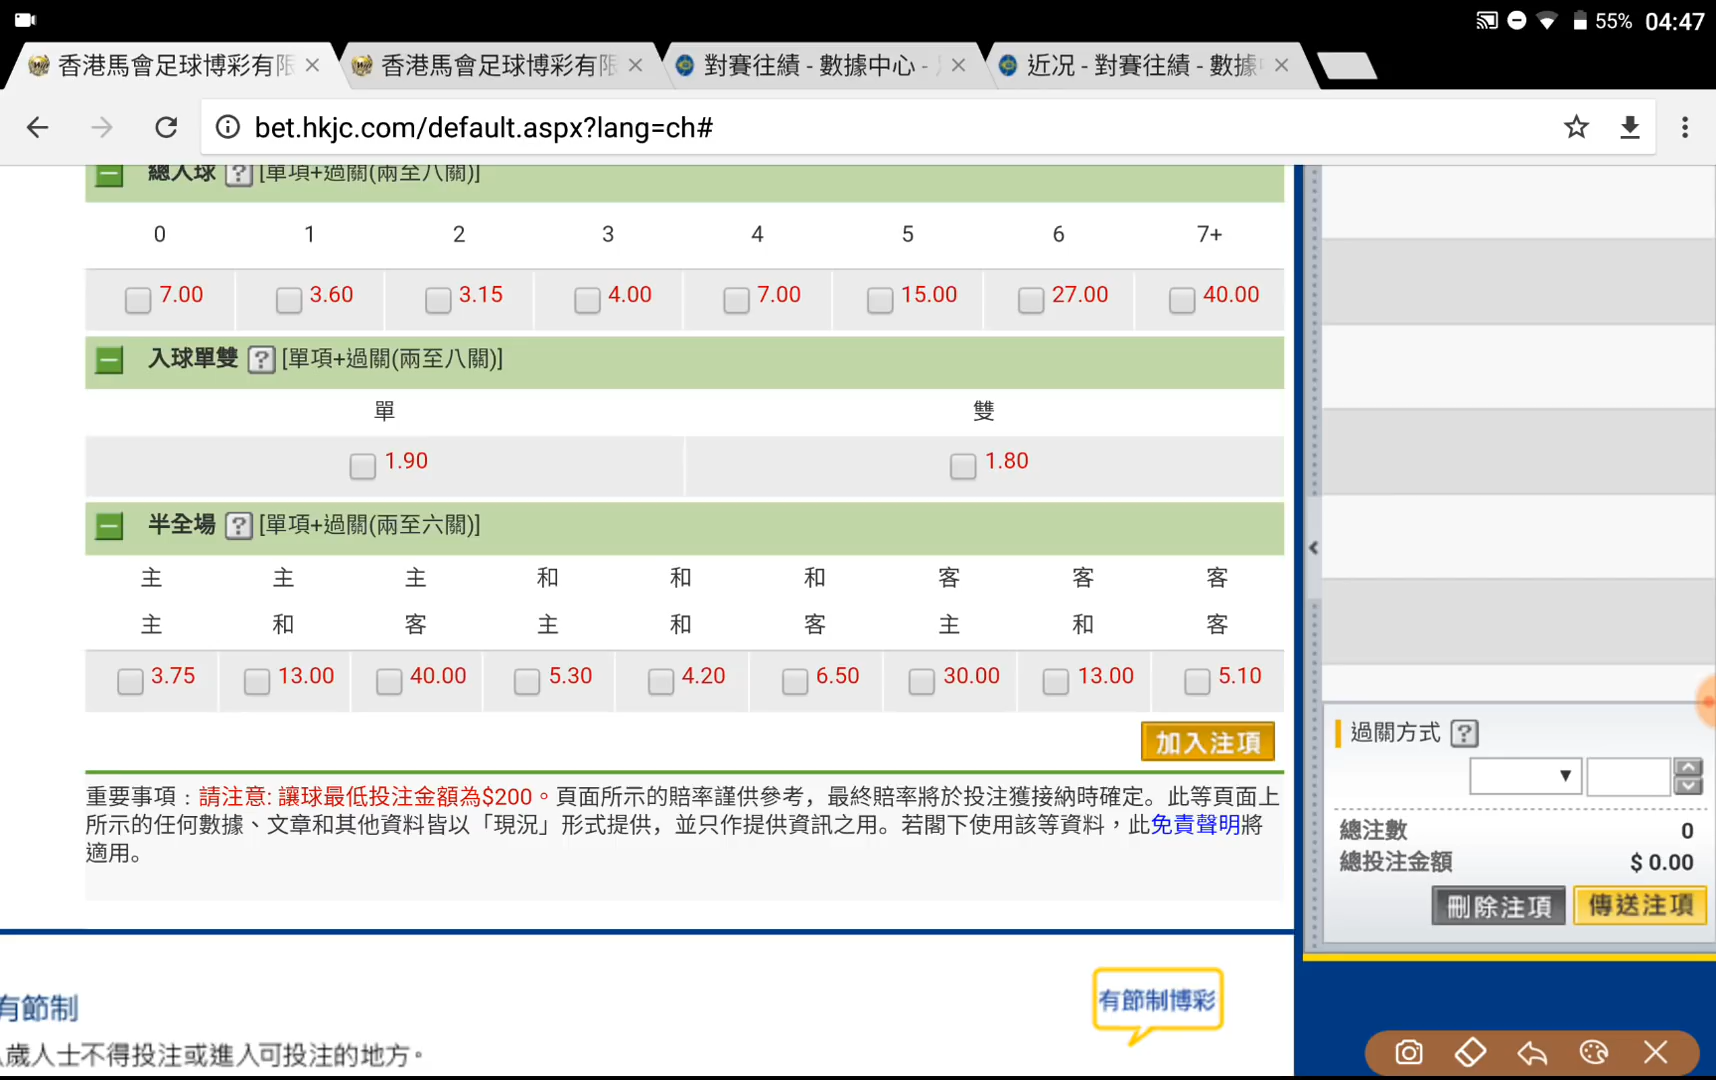 55% 04:47
香港馬會足球博彩有限 香港馬會足球博彩有限 對賽往績 - 數據中心 - 近況 - 對賽往績 - 數據
bet.hkjc.com/default.aspx?lang=ch#
總入球 ? [單項+過關(兩至八關)]
0 1 2 3 4 5 6 7+
7.00 3.60 3.15 4.00 7.00 15.00 27.00 40.00
入球單雙 ? [單項+過關(兩至八關)]
單 雙
1.90 1.80
半全場 ? [單項+過關(兩至六關)]
主 主 主 和 和 和 客 客 客
主 和 客 主 和 客 主 和 客
3.75 13.00 40.00 5.30 4.20 6.50 30.00 13.00 5.10
加入注項
重要事項：請注意: 讓球最低投注金額為$200。頁面所示的賠率謹供參考，最終賠率將於投注獲接納時確定。此等頁面上
所示的任何數據、文章和其他資料皆以「現況」形式提供，並只作提供資訊之用。若閣下使用該等資料，此免責聲明將
適用。
過關方式 ?
總注數 0
總投注金額 $ 0.00
刪除注項 傳送注項
有節制
有節制博彩
歲人士不得投注或進入可投注的地方。